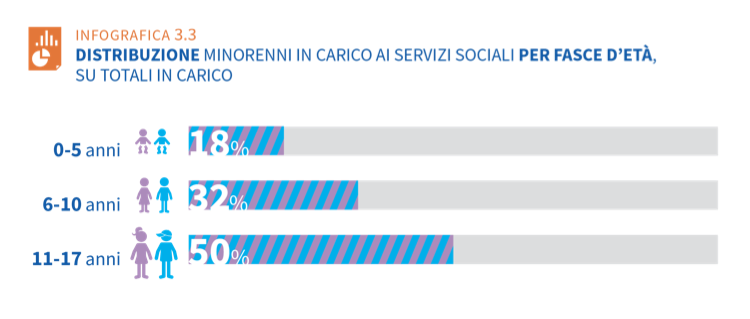 INFOGRAFICA 3.3
DISTRIBUZIONE MINORENNI IN CARICO AI SERVIZI SOCIALI PER FASCE D'ETÀ,
SU TOTALI IN CARICO
0-5 anni 18%
6-10 anni 32%
11-17 anni 50%